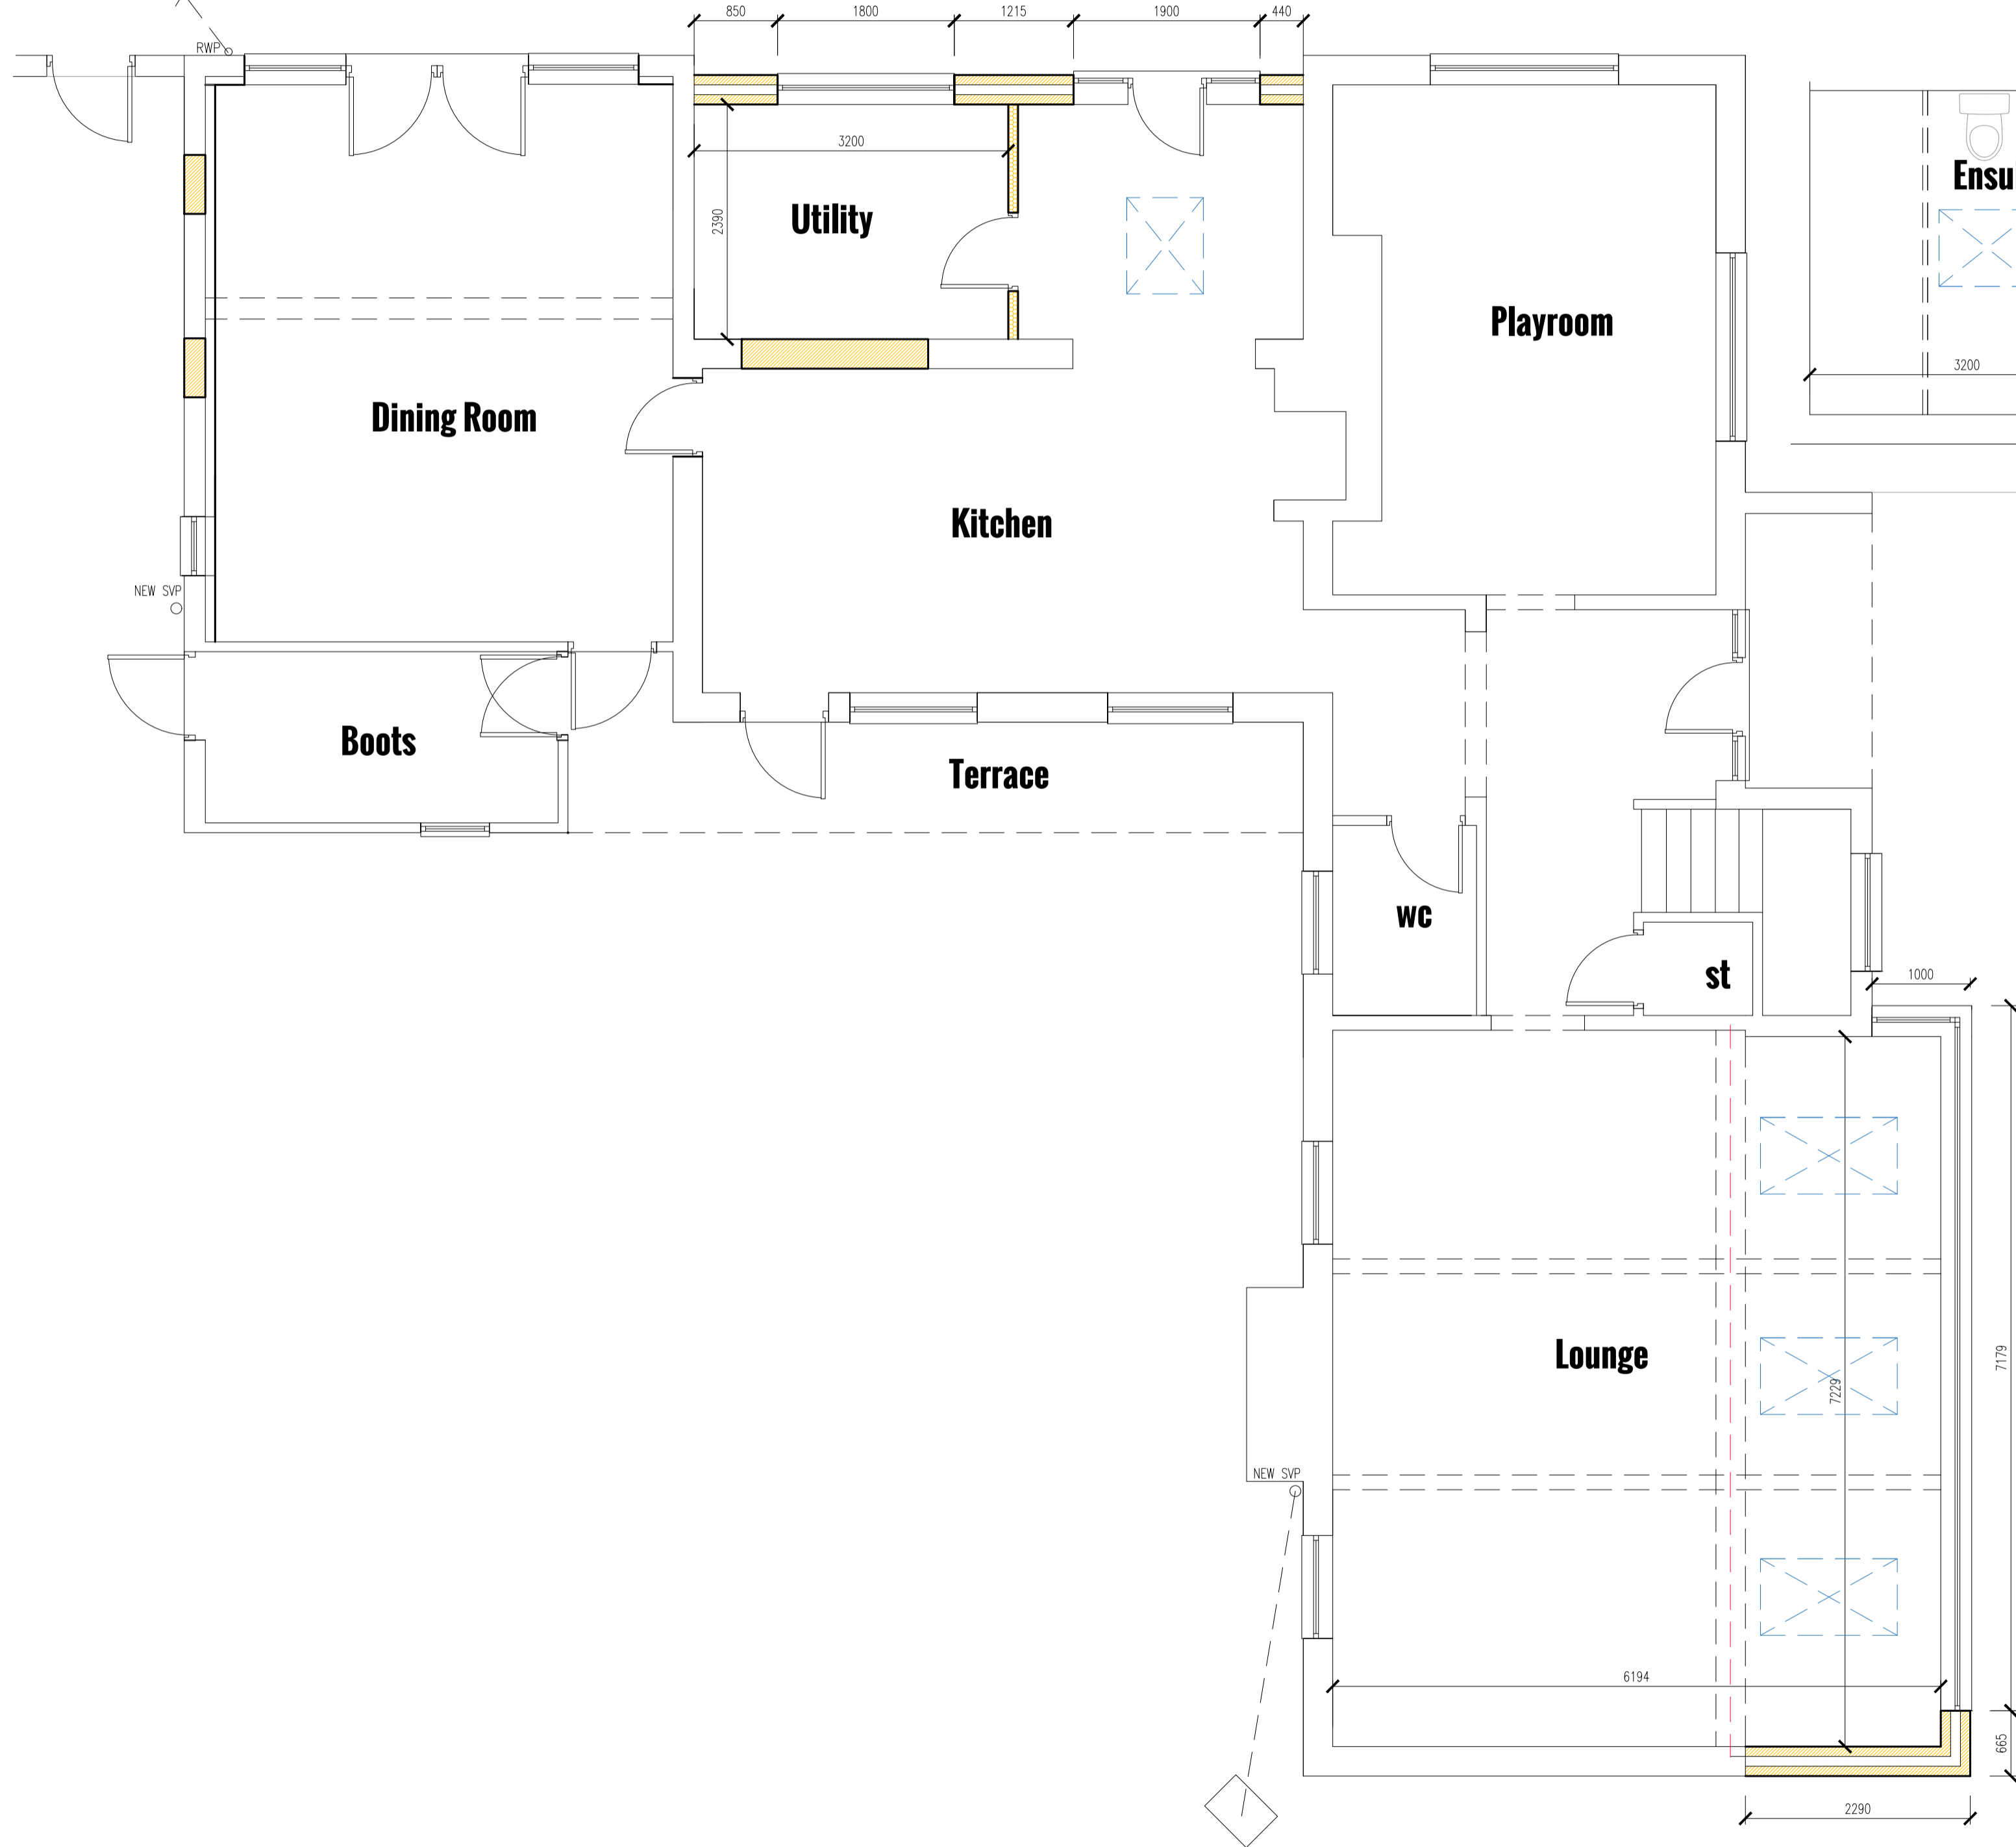 850
1800
1215
1900
440
RWP
3200
2390
Utility
Ensu
Playroom
3200
Dining Room
Kitchen
NEW SVP
Boots
Terrace
wc
st
1000
7179
7229
Lounge
NEW SVP
6194
665
2290